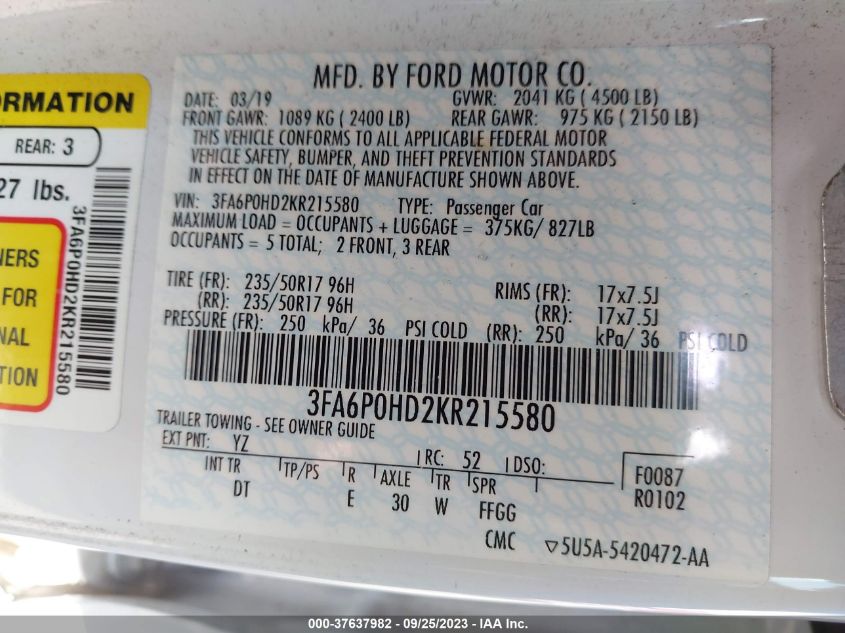 ORMATION
REAR: 3
27 lbs.
3FA6P0HD2KR215580
NERS
FOR
NAL
TION
MFD. BY FORD MOTOR CO.
DATE: 03/19 GVWR: 2041 KG ( 4500 LB)
FRONT GAWR: 1089 KG ( 2400 LB) REAR GAWR: 975 KG ( 2150 LB)
THIS VEHICLE CONFORMS TO ALL APPLICABLE FEDERAL MOTOR
VEHICLE SAFETY, BUMPER, AND THEFT PREVENTION STANDARDS
IN EFFECT ON THE DATE OF MANUFACTURE SHOWN ABOVE.
VIN: 3FA6P0HD2KR215580 TYPE: Passenger Car
MAXIMUM LOAD = OCCUPANTS + LUGGAGE = 375KG/ 827LB
OCCUPANTS = 5 TOTAL; 2 FRONT, 3 REAR
TIRE (FR): 235/50R17 96H RIMS (FR): 17x7.5J
(RR): 235/50R17 96H (RR): 17x7.5J
PRESSURE (FR): 250 kPa/ 36 PSI COLD (RR): 250 kPa/ 36 PSI COLD
3FA6P0HD2KR215580
TRAILER TOWING - SEE OWNER GUIDE
EXT PNT: YZ RC: 52 DSO:
INT TR TP/PS R AXLE TR SPR F0087
DT E 30 W FFGG R0102
CMC ▽5U5A-5420472-AA
000-37637982 - 09/25/2023 - IAA Inc.